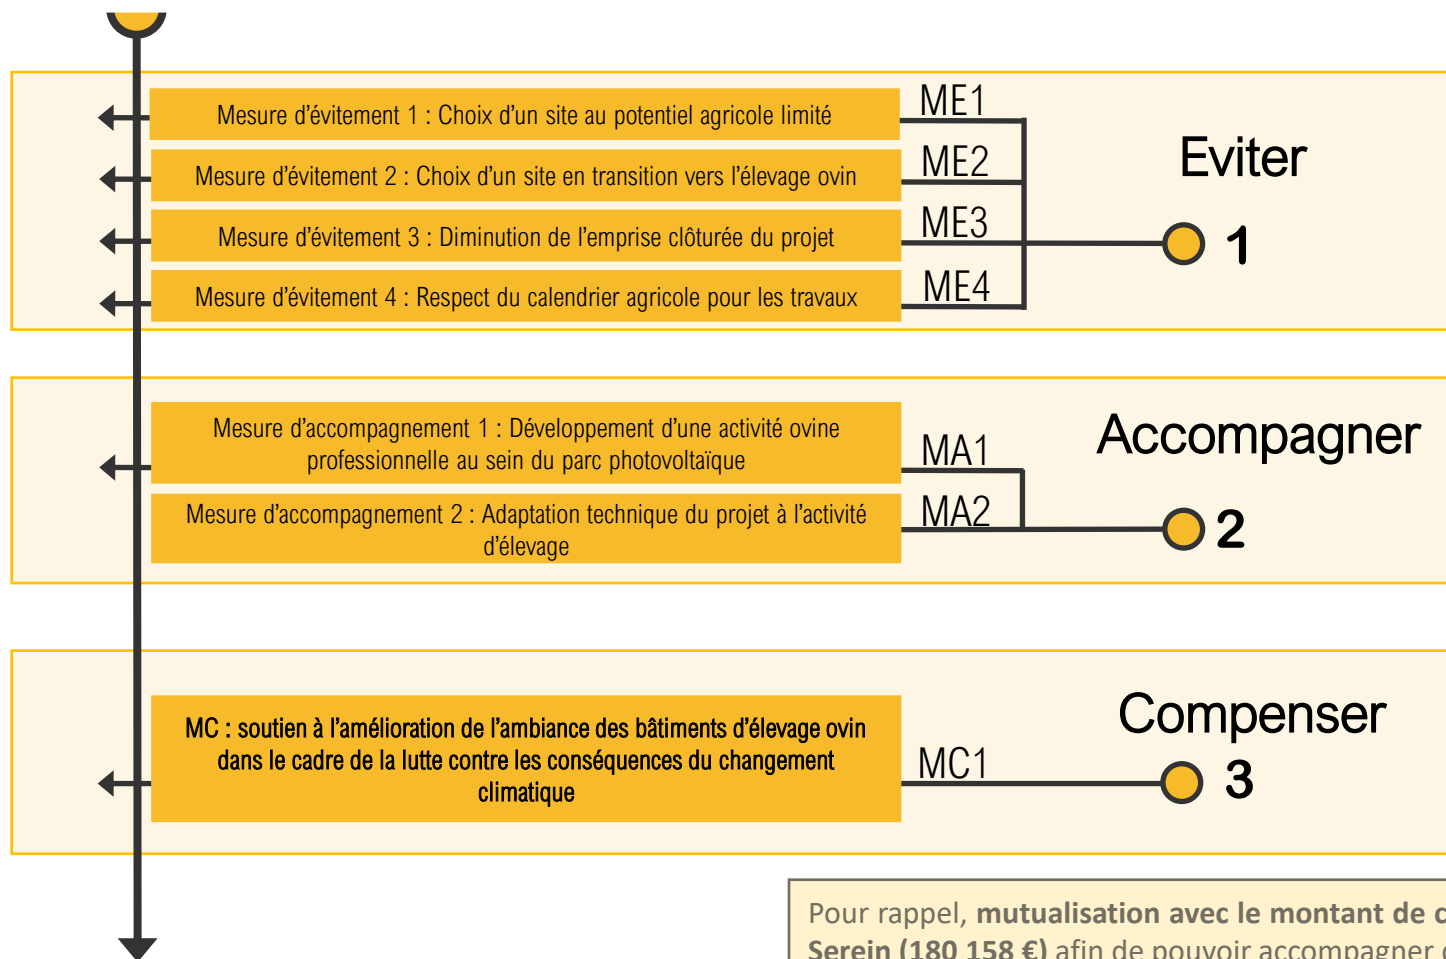 Mesure d'évitement 1 : Choix d'un site au potentiel agricole limité
ME1
Eviter
Mesure d'évitement 2 : Choix d'un site en transition vers l'élevage ovin
ME2
Mesure d'évitement 3 : Diminution de l'emprise clôturée du projet
ME3
1
Mesure d'évitement 4 : Respect du calendrier agricole pour les travaux
ME4
Mesure d'accompagnement 1 : Développement d'une activité ovine
professionnelle au sein du parc photovoltaïque
MA1
Accompagner
Mesure d'accompagnement 2 : Adaptation technique du projet à l'activité
d'élevage
MA2
2
MC : soutien à l'amélioration de l'ambiance des bâtiments d'élevage ovin
dans le cadre de la lutte contre les conséquences du changement
climatique
MC1
Compenser
3
Pour rappel, mutualisation avec le montant de
Serein (180 158 €) afin de pouvoir accompagner